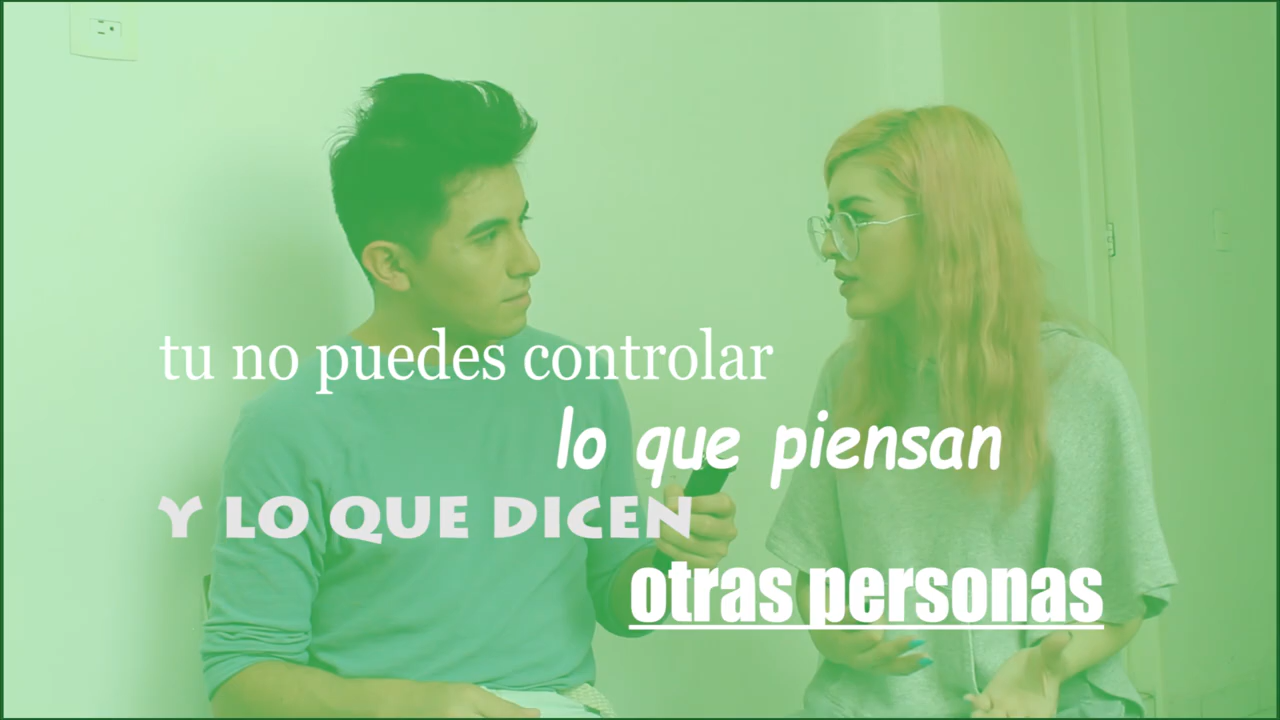 tu no puedes controlar
lo que piensan
Y LO QUE DICEN
otras personas